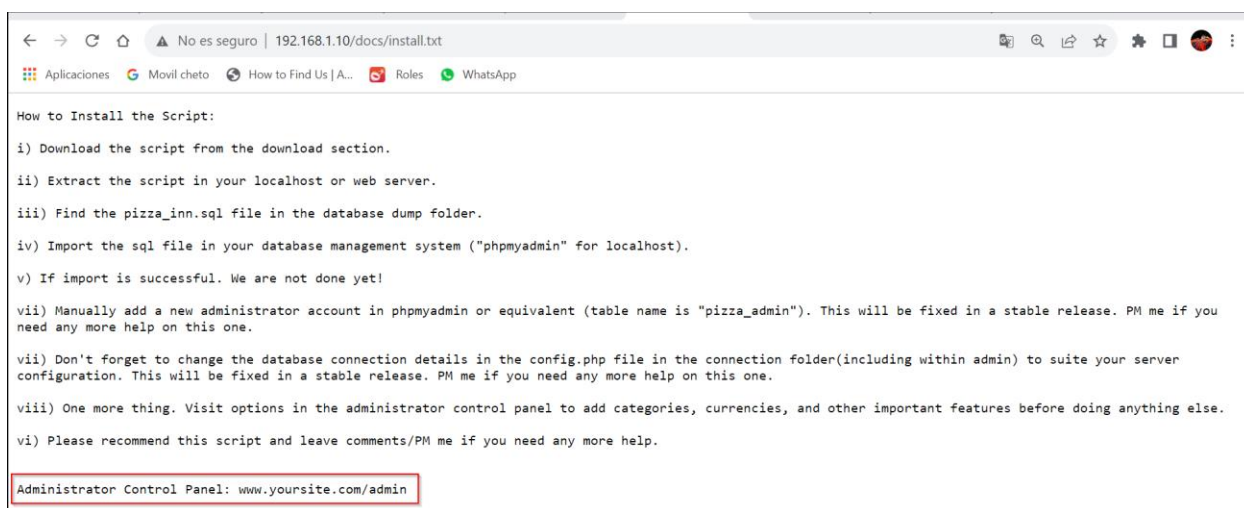 No es seguro | 192.168.1.10/docs/install.txt
Aplicaciones Movil cheto How to Find Us | A... Roles WhatsApp
How to Install the Script:
i) Download the script from the download section.
ii) Extract the script in your localhost or web server.
iii) Find the pizza_inn.sql file in the database dump folder.
iv) Import the sql file in your database management system ("phpmyadmin" for localhost).
v) If import is successful. We are not done yet!
vii) Manually add a new administrator account in phpmyadmin or equivalent (table name is "pizza_admin"). This will be fixed in a stable release. PM me if you
need any more help on this one.
vii) Don't forget to change the database connection details in the config.php file in the connection folder(including within admin) to suite your server
configuration. This will be fixed in a stable release. PM me if you need any more help on this one.
viii) One more thing. Visit options in the administrator control panel to add categories, currencies, and other important features before doing anything else.
vi) Please recommend this script and leave comments/PM me if you need any more help.
Administrator Control Panel: www.yoursite.com/admin